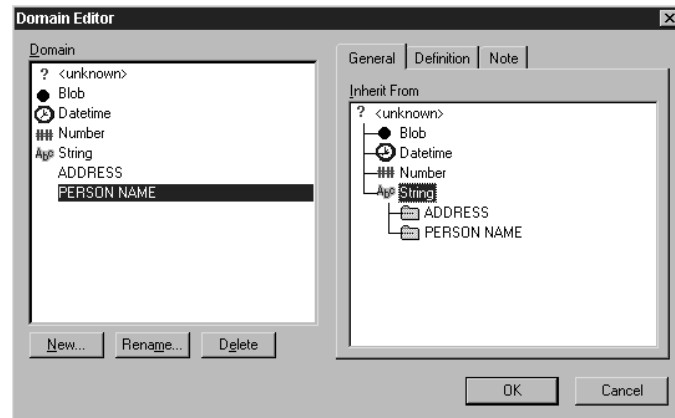 Domain Editor
Domain
? <unknown>
Blob
Datetime
Number
String
ADDRESS
PERSON NAME
New...
Rename...
Delete
General
Definition
Note
Inherit From
? <unknown>
Blob
Datetime
Number
String
ADDRESS
PERSON NAME
OK
Cancel